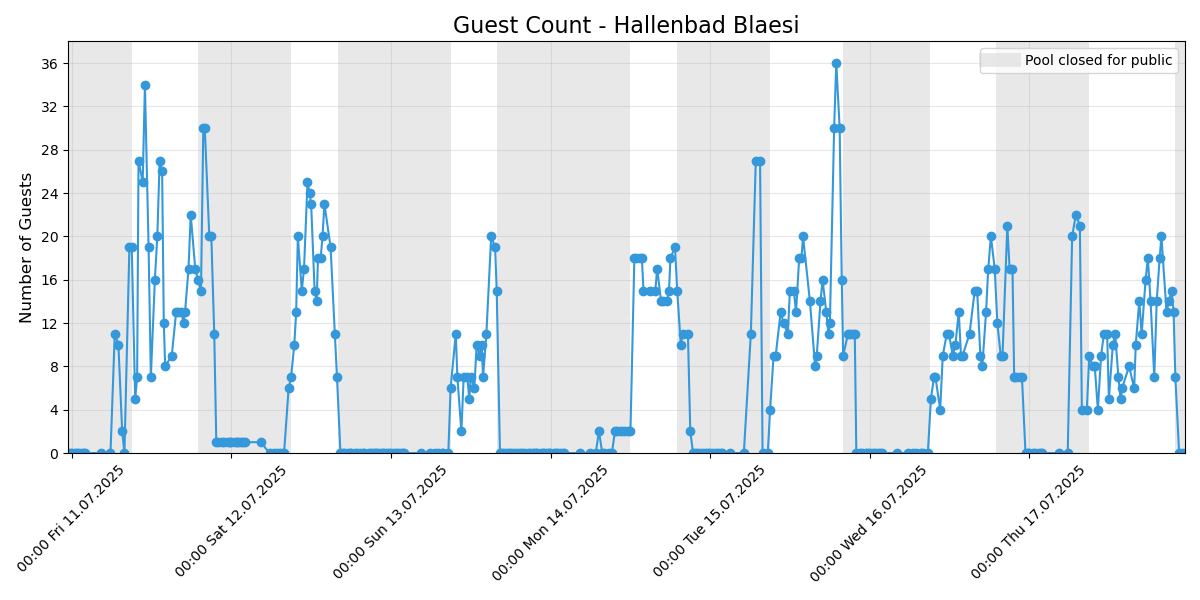 Guest Count - Hallenbad Blaesi
Pool closed for public
Number of Guests
36
32
28
24
20
16
12
8
4
0
00:00 Fri 11.07.2025
00:00 Sat 12.07.2025
00:00 Sun 13.07.2025
00:00 Mon 14.07.2025
00:00 Tue 15.07.2025
00:00 Wed 16.07.2025
00:00 Thu 17.07.2025